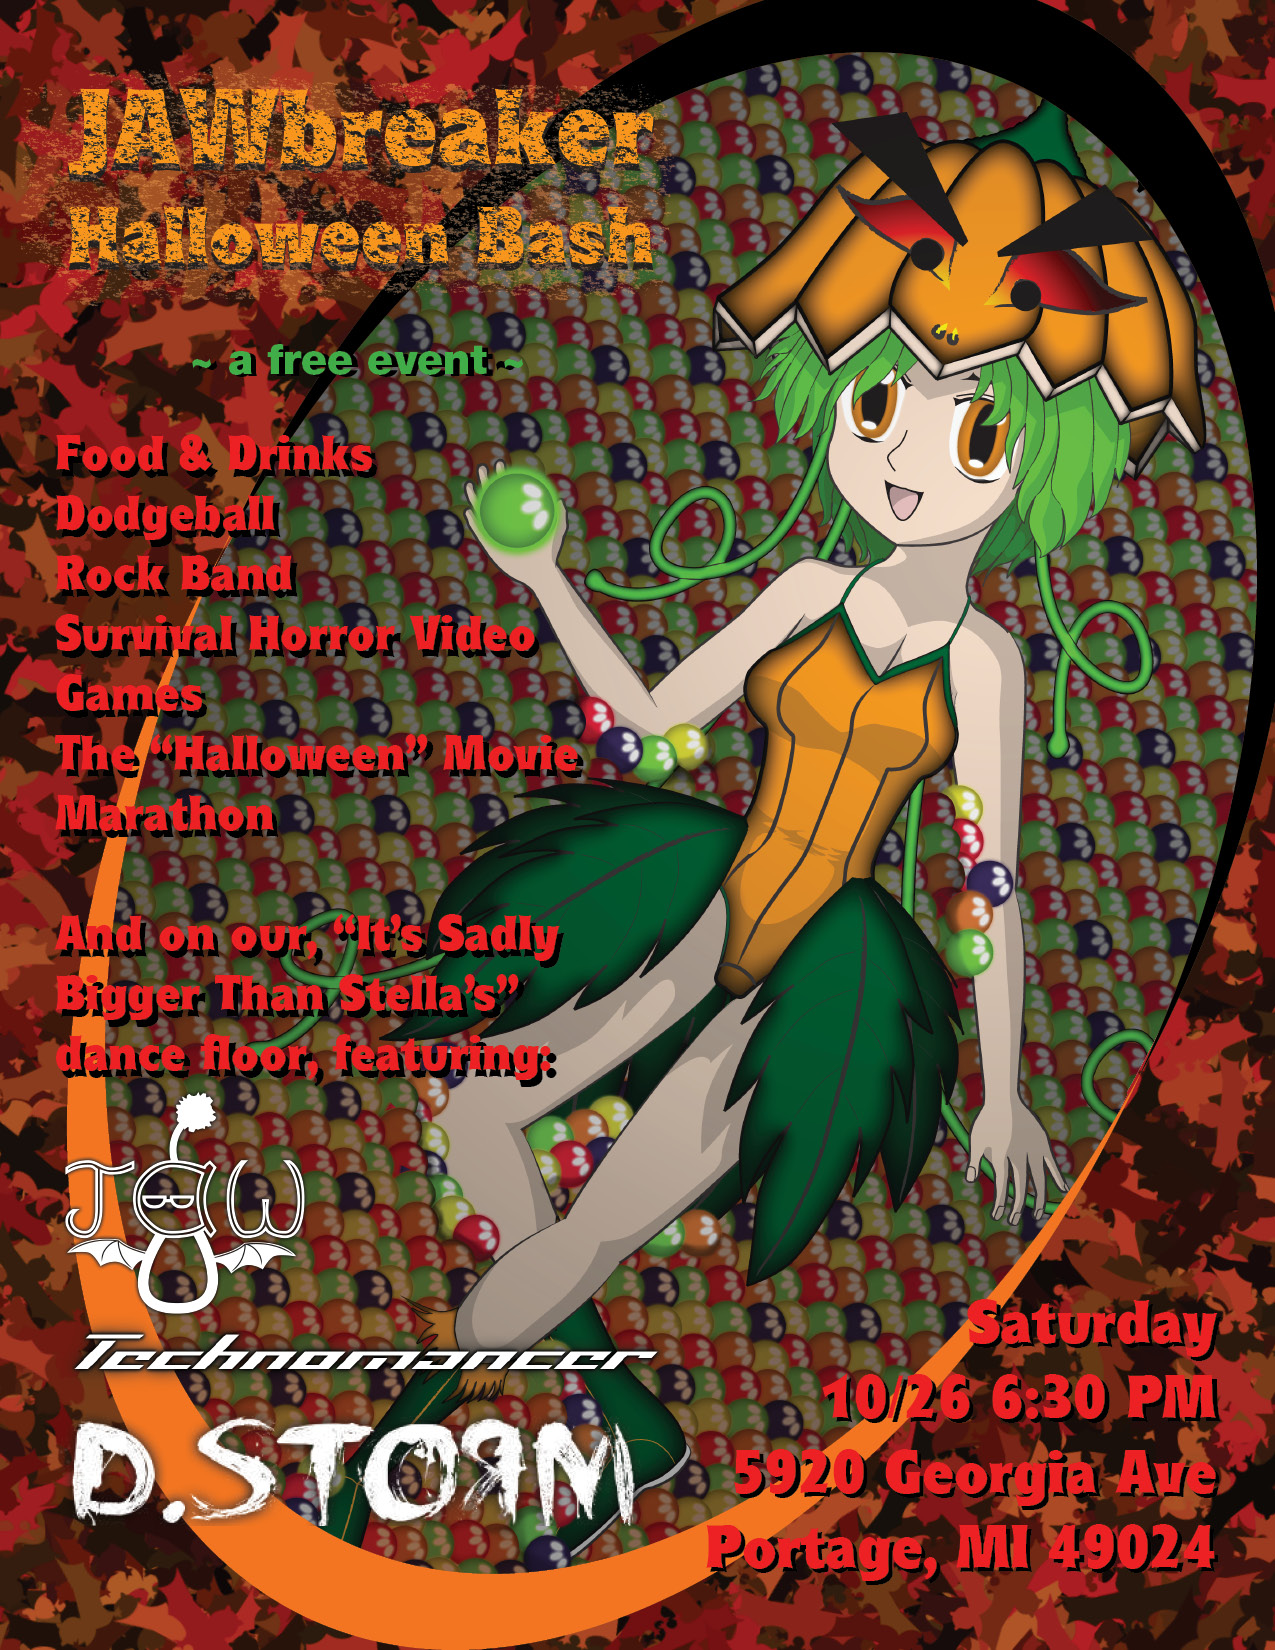 JAWbreaker
Halloween Bash
~ a free event ~
Food & Drinks
Dodgeball
Rock Band
Survival Horror Video
Games
The “Halloween” Movie
Marathon
And on our, “It’s Sadly
Bigger Than Stella’s”
dance floor, featuring:
JAW
Technomancer
D.STORM
Saturday
10/26 6:30 PM
5920 Georgia Ave
Portage, MI 49024